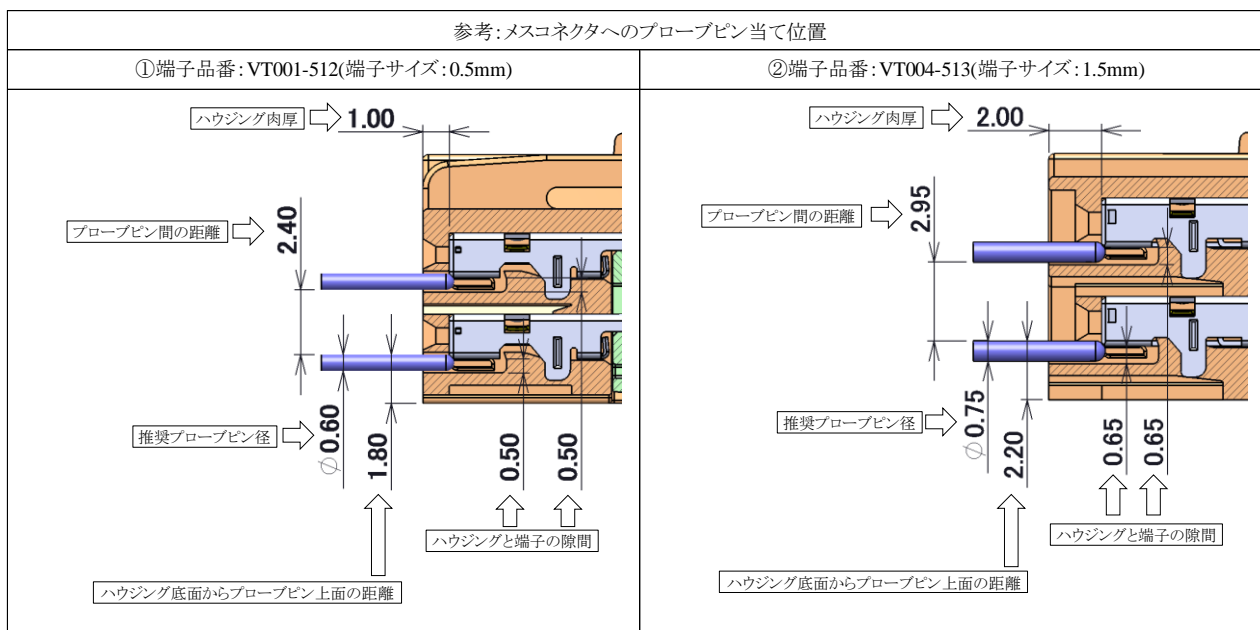 参考:メスコネクタへのプローブピン当て位置
①端子品番:VT001-512(端子サイズ:0.5mm)
②端子品番:VT004-513(端子サイズ:1.5mm)
ハウジング肉厚
1.00
プローブピン間の距離
2.40
推奨プローブピン径
∅0.60
1.80
0.50
0.50
ハウジングと端子の隙間
ハウジング底面からプローブピン上面の距離
ハウジング肉厚
2.00
プローブピン間の距離
2.95
推奨プローブピン径
∅0.75
2.20
0.65
0.65
ハウジングと端子の隙間
ハウジング底面からプローブピン上面の距離